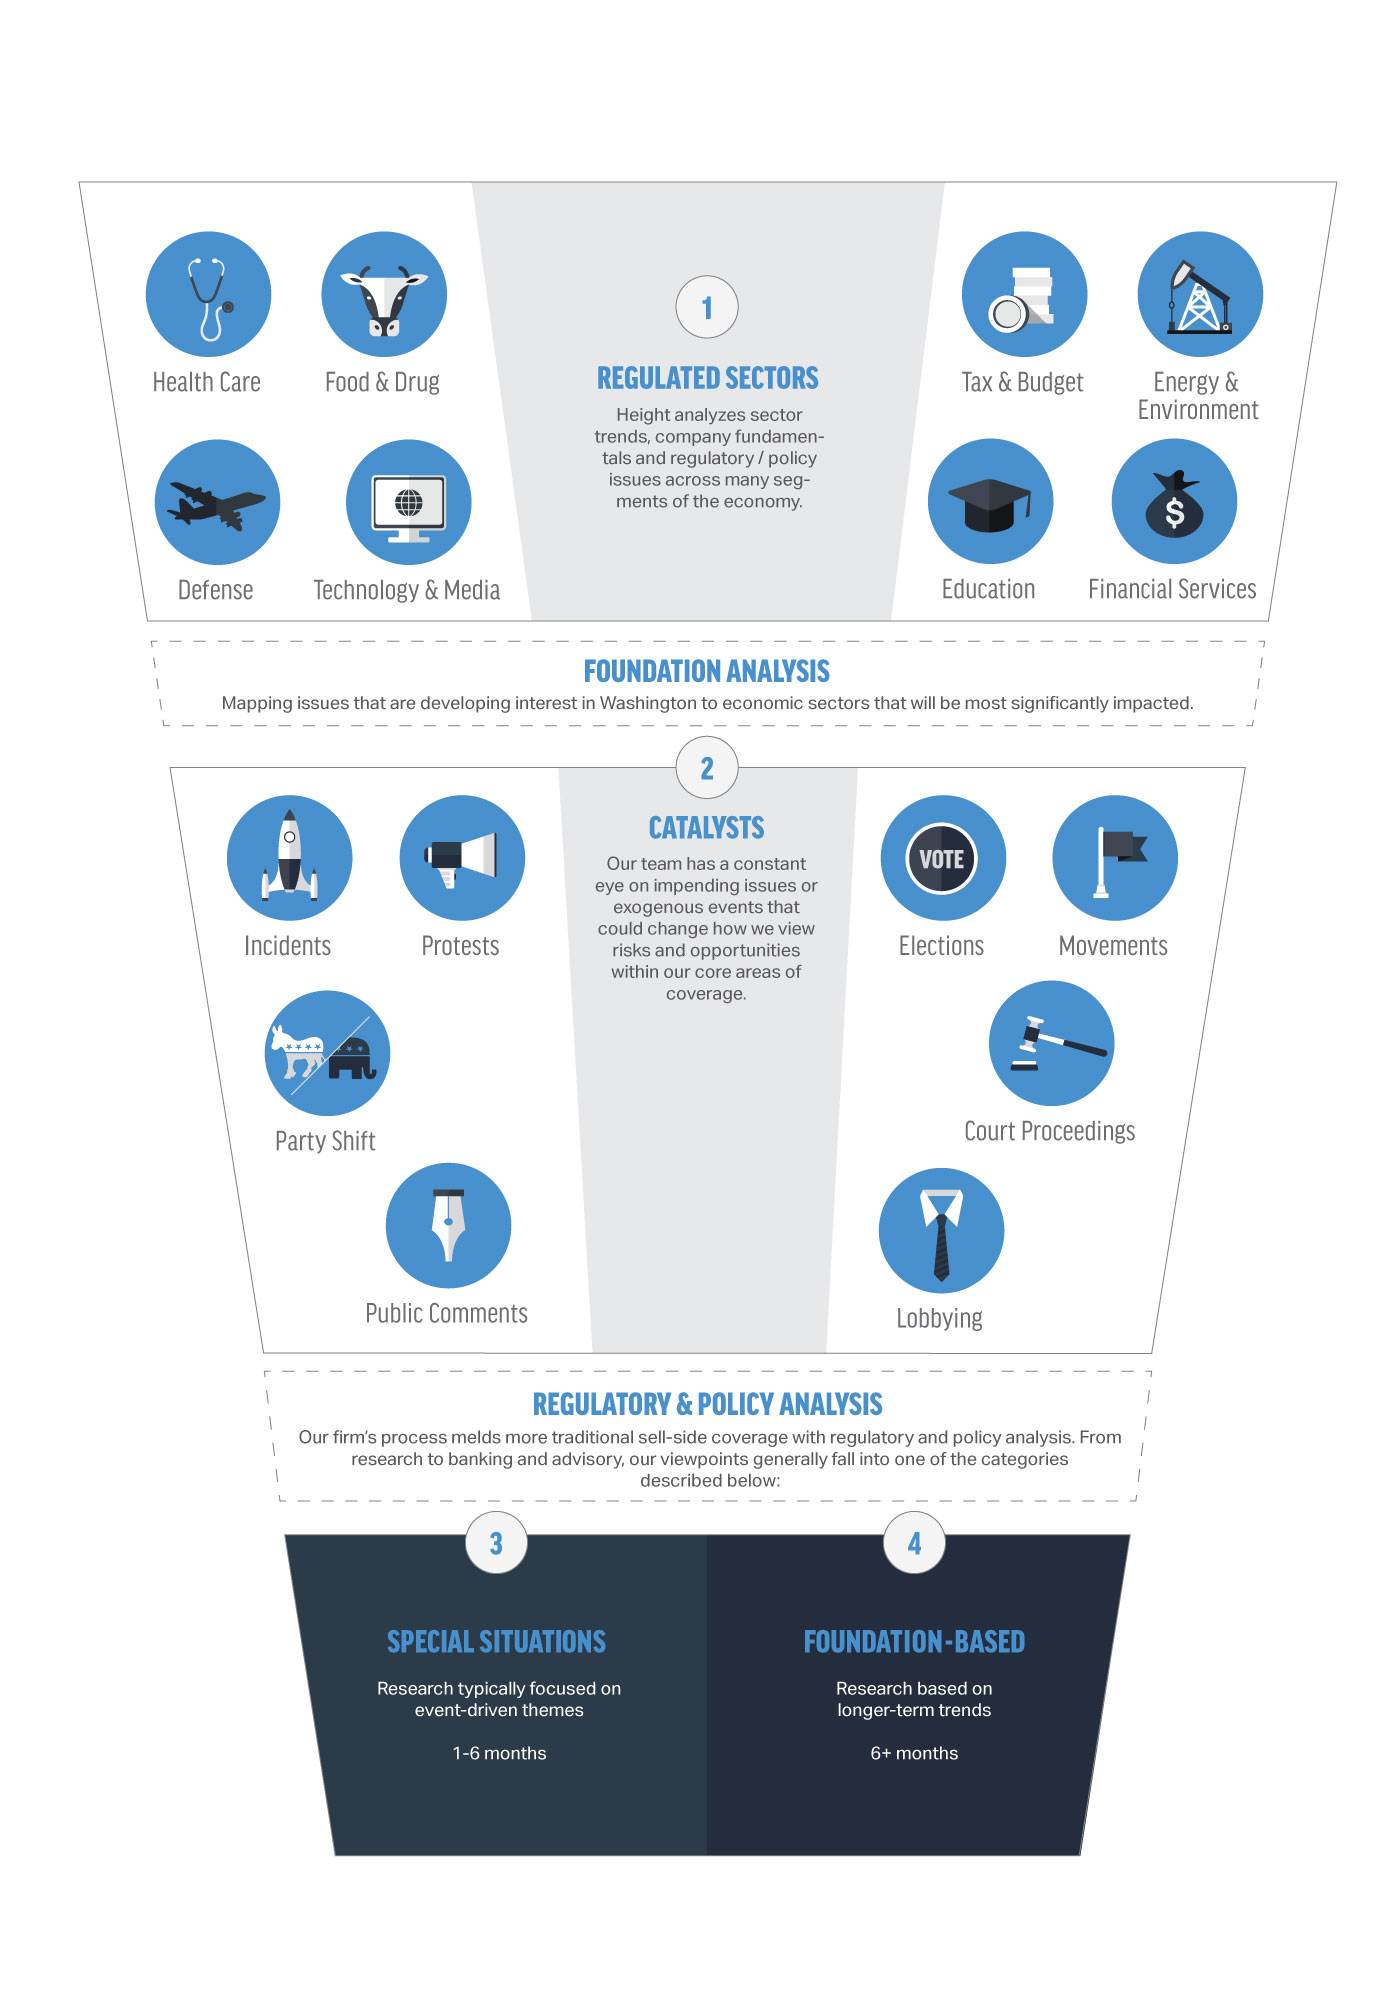 1
REGULATED SECTORS
Height analyzes sector
trends, company fundamen-
tals and regulatory / policy
issues across many seg-
ments of the economy.
Health Care
Food & Drug
Defense
Technology & Media
Tax & Budget
Energy &
Environment
Education
Financial Services
$
FOUNDATION ANALYSIS
Mapping issues that are developing interest in Washington to economic sectors that will be most significantly impacted.
2
CATALYSTS
Our team has a constant
eye on impending issues or
exogenous events that
could change how we view
risks and opportunities
within our core areas of
coverage.
Incidents
Protests
Party Shift
Public Comments
VOTE
Elections
Movements
Court Proceedings
Lobbying
REGULATORY & POLICY ANALYSIS
Our firm's process melds more traditional sell-side coverage with regulatory and policy analysis. From
research to banking and advisory, our viewpoints generally fall into one of the categories
described below:
3
SPECIAL SITUATIONS
Research typically focused on
event-driven themes
1-6 months
4
FOUNDATION-BASED
Research based on
longer-term trends
6+ months